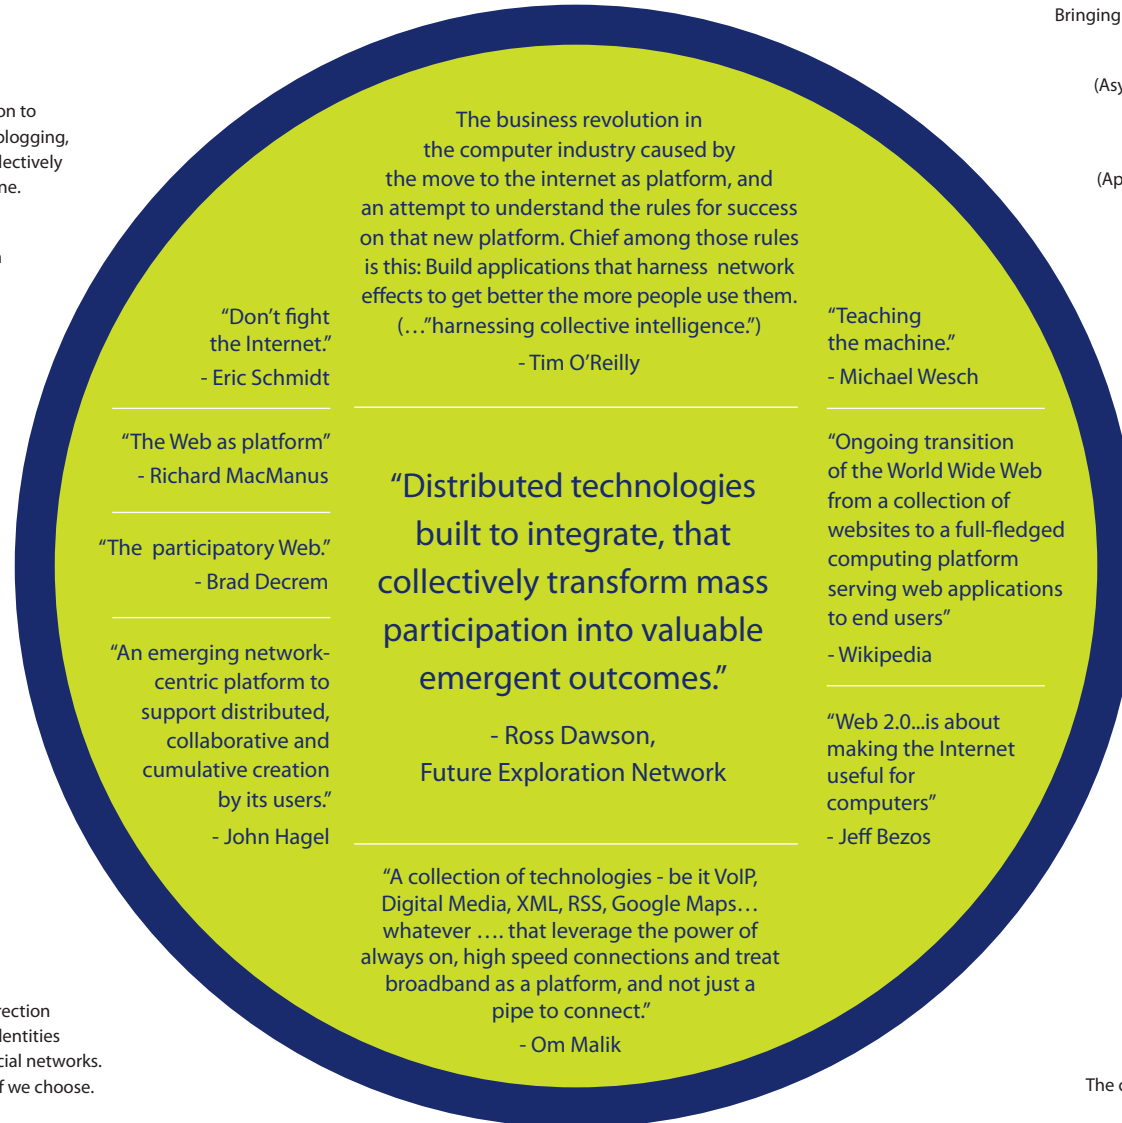 Bringing
(Asy
(Ap
on to
blogging,
lectively
ne.
The business revolution in
the computer industry caused by
the move to the internet as platform, and
an attempt to understand the rules for success
on that new platform. Chief among those rules
is this: Build applications that harness network
effects to get better the more people use them.
(…”harnessing collective intelligence.”)
- Tim O’Reilly
“Don’t fight
the Internet.”
- Eric Schmidt
“The Web as platform”
- Richard MacManus
“The participatory Web.”
- Brad Decrem
“An emerging network-
centric platform to
support distributed,
collaborative and
cumulative creation
by its users.”
- John Hagel
“Distributed technologies
built to integrate, that
collectively transform mass
participation into valuable
emergent outcomes.”
- Ross Dawson,
Future Exploration Network
“Teaching
the machine.”
- Michael Wesch
“Ongoing transition
of the World Wide Web
from a collection of
websites to a full-fledged
computing platform
serving web applications
to end users”
- Wikipedia
“Web 2.0...is about
making the Internet
useful for
computers”
- Jeff Bezos
“A collection of technologies - be it VoIP,
Digital Media, XML, RSS, Google Maps…
whatever …. that leverage the power of
always on, high speed connections and treat
broadband as a platform, and not just a
pipe to connect.”
- Om Malik
rection
dentities
cial networks.
f we choose.
The